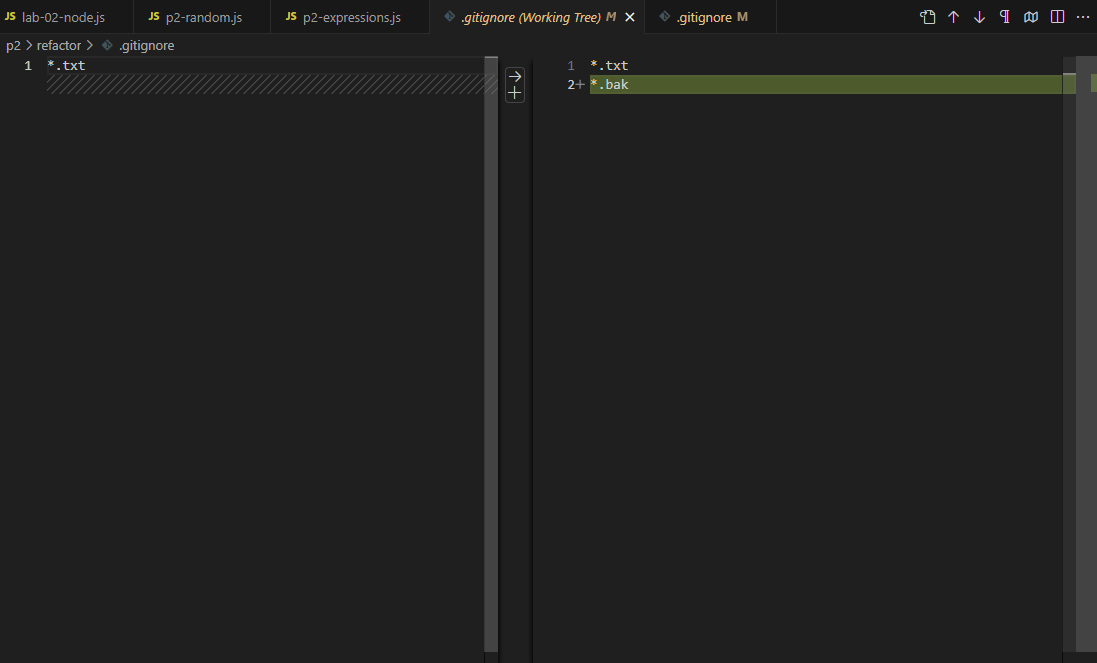 JS lab-02-node.js JS p2-random.js JS p2-expressions.js .gitignore (Working Tree) M .gitignore M
p2 > refactor > .gitignore
1 *.txt
1 *.txt
2+ *.bak